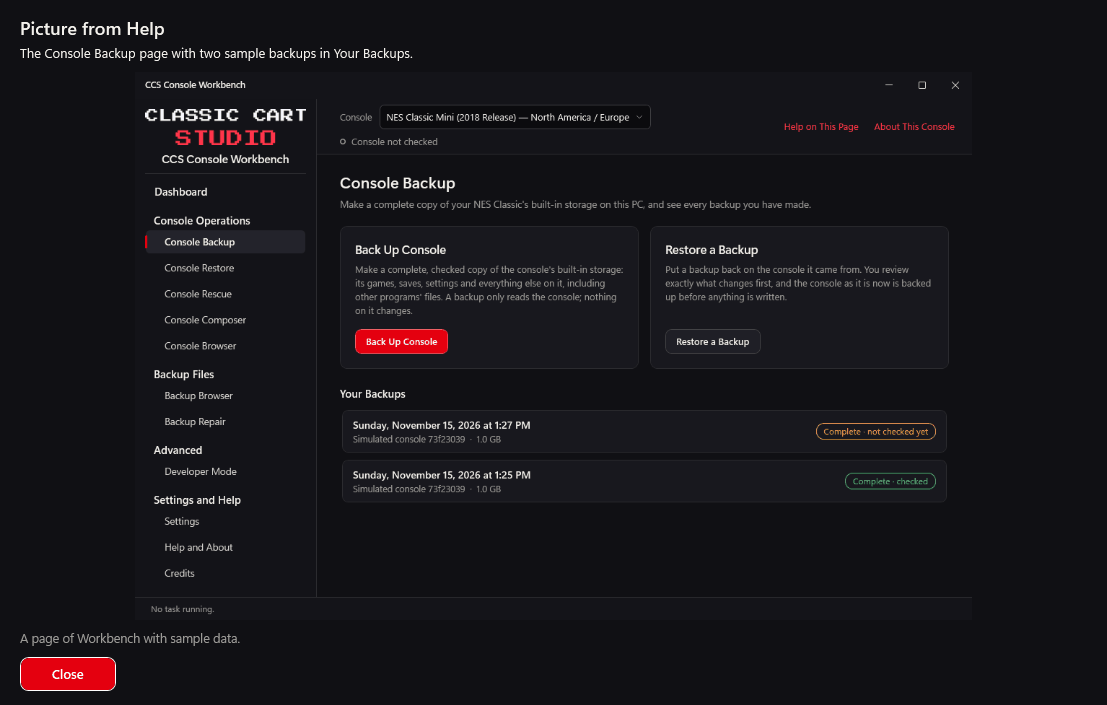 Picture from Help
The Console Backup page with two sample backups in Your Backups.
CCS Console Workbench
CLASSIC CART
STUDIO
CCS Console Workbench
Dashboard
Console Operations
Console Backup
Console Restore
Console Rescue
Console Composer
Console Browser
Backup Files
Backup Browser
Backup Repair
Advanced
Developer Mode
Settings and Help
Settings
Help and About
Credits
Console
NES Classic Mini (2018 Release) — North America / Europe
Console not checked
Help on This Page
About This Console
Console Backup
Make a complete copy of your NES Classic's built-in storage on this PC, and see every backup you have made.
Back Up Console
Make a complete, checked copy of the console's built-in storage:
its games, saves, settings and everything else on it, including
other programs' files. A backup only reads the console; nothing
on it changes.
Back Up Console
Restore a Backup
Put a backup back on the console it came from. You review
exactly what changes first, and the console as it is now is backed
up before anything is written.
Restore a Backup
Your Backups
Sunday, November 15, 2026 at 1:27 PM
Simulated console 73f23039 · 1.0 GB
Complete · not checked yet
Sunday, November 15, 2026 at 1:25 PM
Simulated console 73f23039 · 1.0 GB
Complete · checked
No task running.
A page of Workbench with sample data.
Close